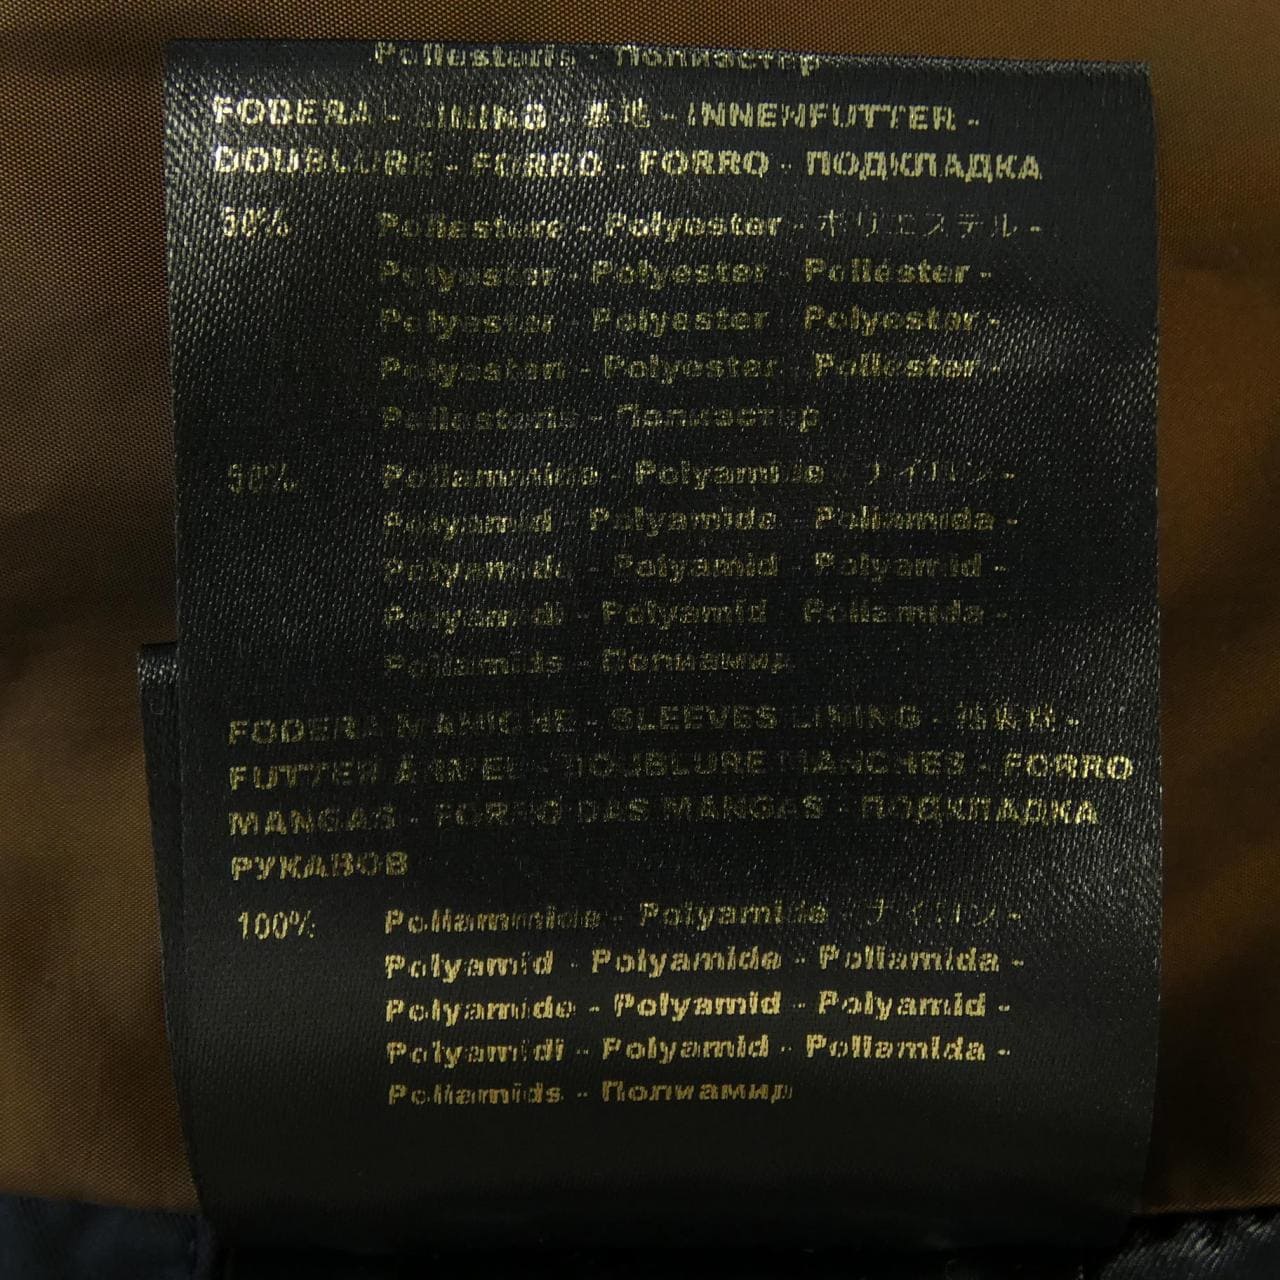 Poliesteris - Полиэстер
FODERA - LINING - 裏地 - INNENFUTTER -
DOUBLURE - FORRO - FORRO - ПОДКЛАДКА
50% Poliestere - Polyester - ポリエステル -
Polyester - Polyester - Poliéster -
Polyester - Polyester - Polyester -
Polyesteri - Polyester - Poliester -
Poliesteris - Полиэстер
50% Poliammide - Polyamide - ナイロン -
Polyamid - Polyamide - Poliamida -
Polyamide - Polyamid - Polyamid -
Polyamidi - Polyamid - Poliamida -
Poliamids - Полиамид
FODERA MANICHE - SLEEVES LINING - 袖裏地 -
FUTTER ÄRMEL - DOUBLURE MANCHES - FORRO
MANGAS - FORRO DAS MANGAS - ПОДКЛАДКА
РУКАВОВ
100% Poliammide - Polyamide - ナイロン -
Polyamid - Polyamide - Poliamida -
Polyamide - Polyamid - Polyamid -
Polyamidi - Polyamid - Poliamida -
Poliamids - Полиамид